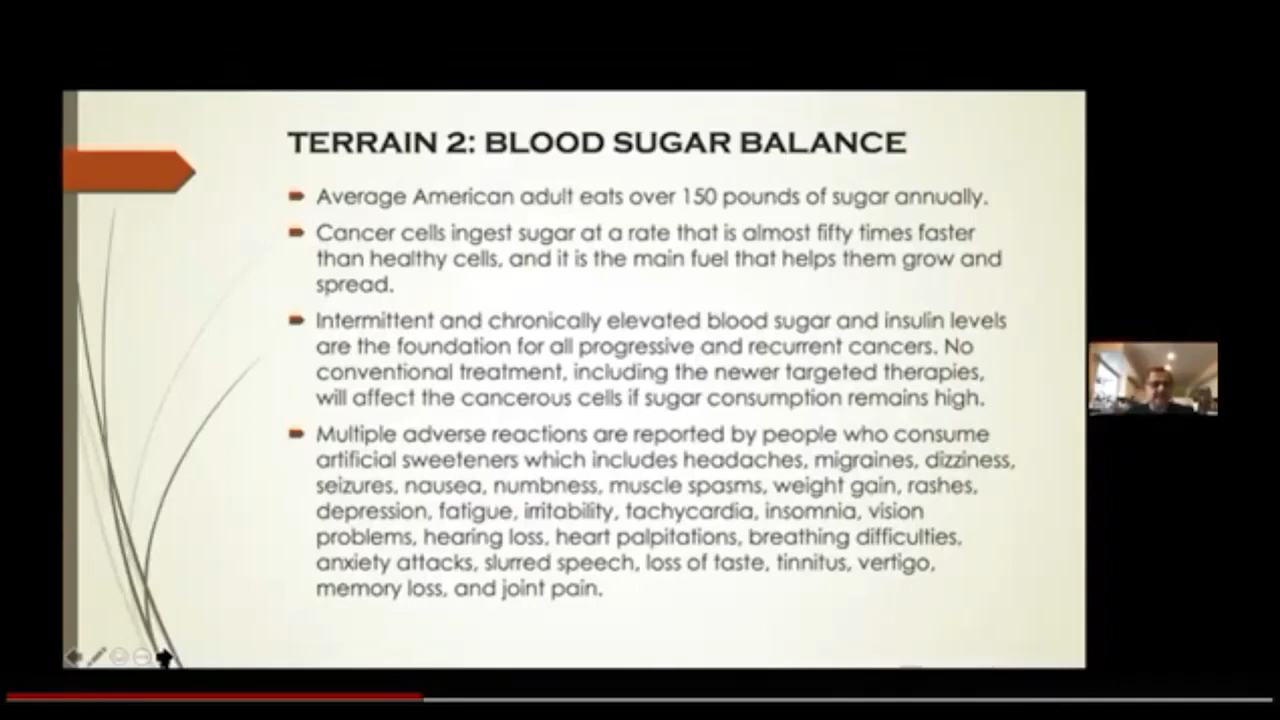 TERRAIN 2: BLOOD SUGAR BALANCE
Average American adult eats over 150 pounds of sugar annually.
Cancer cells ingest sugar at a rate that is almost fifty times faster
than healthy cells, and it is the main fuel that helps them grow and
spread.
Intermittent and chronically elevated blood sugar and insulin levels
are the foundation for all progressive and recurrent cancers. No
conventional treatment, including the newer targeted therapies,
will affect the cancerous cells if sugar consumption remains high.
Multiple adverse reactions are reported by people who consume
artificial sweeteners which includes headaches, migraines, dizziness,
seizures, nausea, numbness, muscle spasms, weight gain, rashes,
depression, fatigue, irritability, tachycardia, insomnia, vision
problems, hearing loss, heart palpitations, breathing difficulties,
anxiety attacks, slurred speech, loss of taste, tinnitus, vertigo,
memory loss, and joint pain.